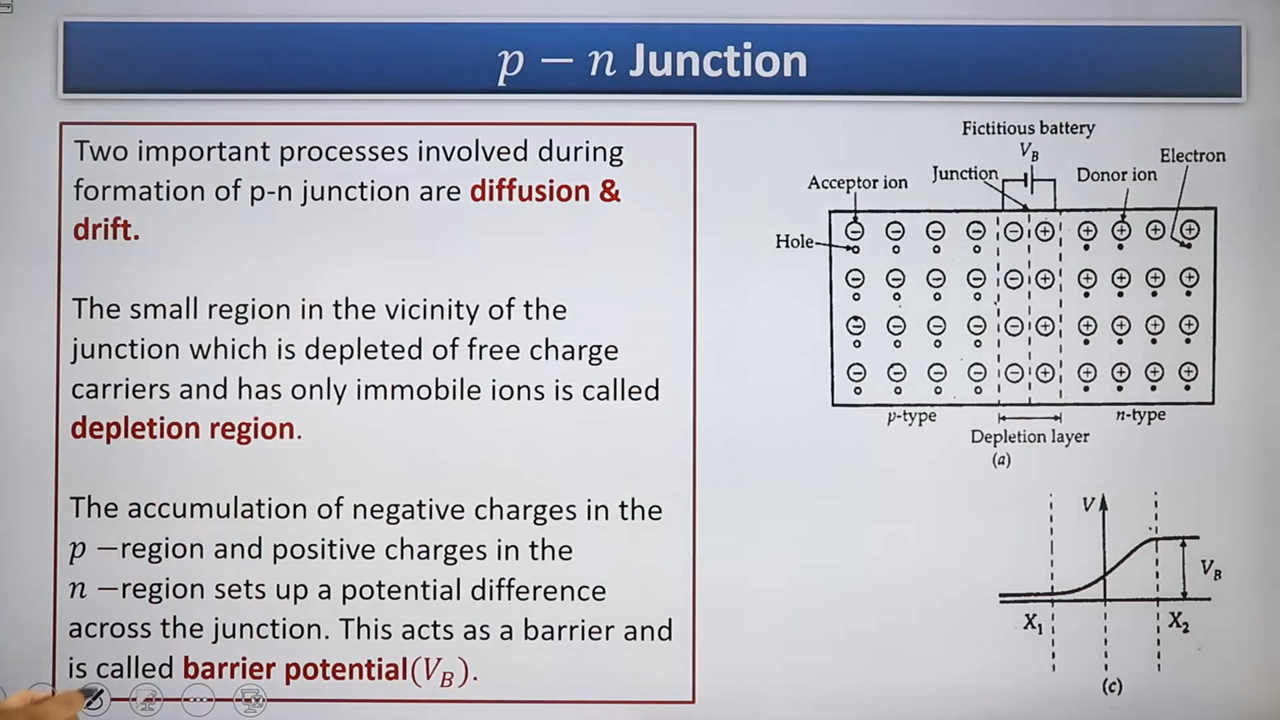 p − n Junction
Two important processes involved during
formation of p-n junction are diffusion &
drift.
The small region in the vicinity of the
junction which is depleted of free charge
carriers and has only immobile ions is called
depletion region.
The accumulation of negative charges in the
p −region and positive charges in the
n −region sets up a potential difference
across the junction. This acts as a barrier and
is called barrier potential(V_B).
Fictitious battery
V_B
Electron
Junction
Donor ion
Acceptor ion
Hole
p-type
n-type
Depletion layer
(a)
V
V_B
X₁
X₂
(c)